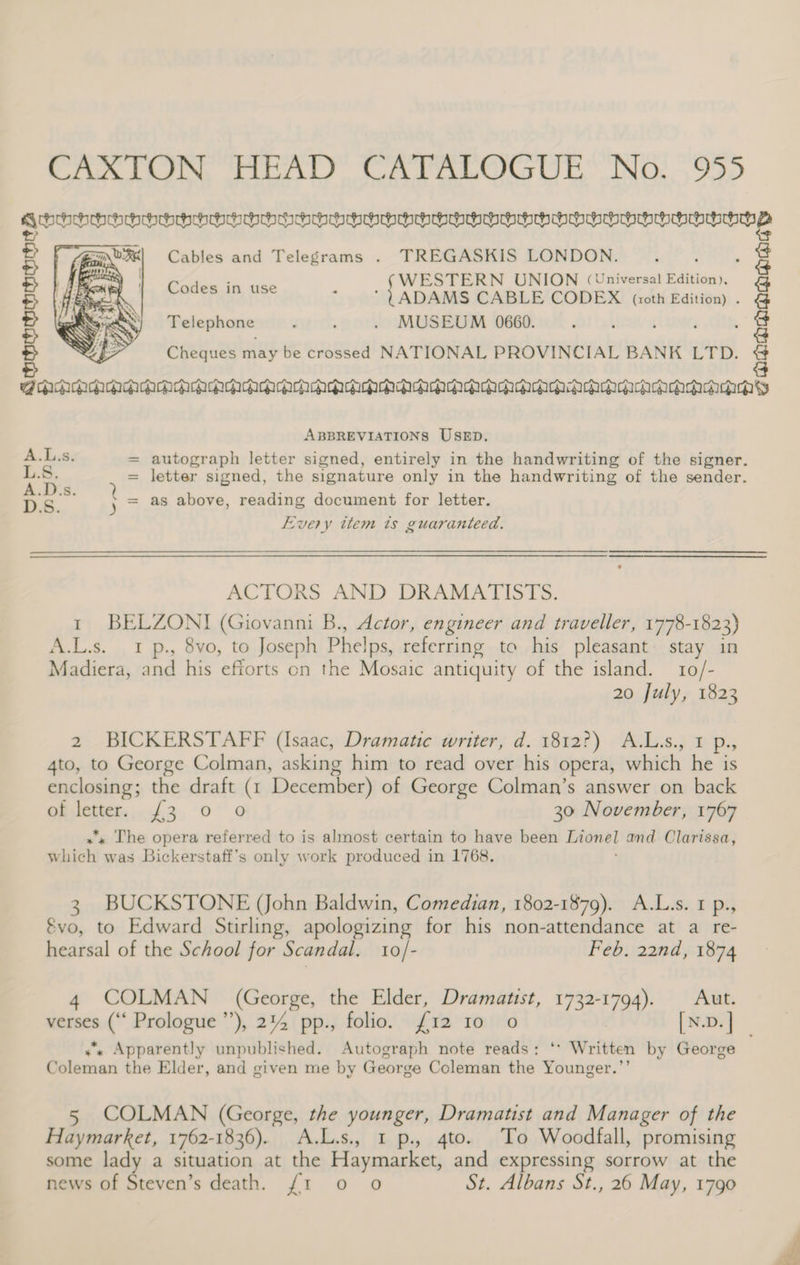 CAXTON HEAD CATALOGUE No. 955
Cables and Telegrams . TREGASKIS LONDON. . . .
Codes in use . . { WESTERN UNION (Universal Edition),
{ ADAMS CABLE CODEX (10th Edition) .
Telephone . . . MUSEUM 0660. . . . . .
Cheques may be crossed NATIONAL PROVINCIAL BANK LTD.
ABBREVIATIONS USED.
A.L.s. = autograph letter signed, entirely in the handwriting of the signer.
L.S. = letter signed, the signature only in the handwriting of the sender.
A.D.s. }
D.S. } = as above, reading document for letter.
Every item is guaranteed.
ACTORS AND DRAMATISTS.
1 BELZONI (Giovanni B., Actor, engineer and traveller, 1778-1823)
A.L.s. 1 p., 8vo, to Joseph Phelps, referring to his pleasant stay in
Madiera, and his efforts on the Mosaic antiquity of the island. 10/-
20 July, 1823
2 BICKERSTAFF (Isaac, Dramatic writer, d. 1812?) A.L.s., 1 p.,
4to, to George Colman, asking him to read over his opera, which he is
enclosing; the draft (1 December) of George Colman's answer on back
of letter. £3 0 0 30 November, 1767
*** The opera referred to is almost certain to have been Lionel and Clarissa,
which was Bickerstaff's only work produced in 1768.
3 BUCKSTONE (John Baldwin, Comedian, 1802-1879). A.L.s. 1 p.,
8vo, to Edward Stirling, apologizing for his non-attendance at a re-
hearsal of the School for Scandal. 10/- Feb. 22nd, 1874
4 COLMAN (George, the Elder, Dramatist, 1732-1794). Aut.
verses (“ Prologue ”), 2½ pp., folio. £12 10 0 [N.D.]
*** Apparently unpublished. Autograph note reads: “ Written by George
Coleman the Elder, and given me by George Coleman the Younger.”
5 COLMAN (George, the younger, Dramatist and Manager of the
Haymarket, 1762-1836). A.L.s., 1 p., 4to. To Woodfall, promising
some lady a situation at the Haymarket, and expressing sorrow at the
news of Steven's death. £1 0 0 St. Albans St., 26 May, 1790